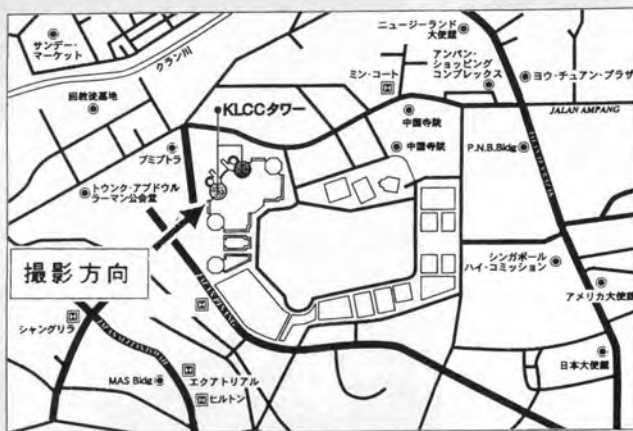 サンデー・
マーケット
クラン川
回教徒墓地
KLCCタワー
ブミプトラ
トゥンク・アブドゥル
ラーマン公会堂
撮影方向
シャングリラ
MAS Bldg
エクアトリアル
ヒルトン
ニュージーランド
大使館
アンパン・
ショッピング
コンプレックス
ミン・コート
ヨウ・チュアン・プラザ
JALAN AMPANG
中国寺院
中国寺院
P.N.B.Bldg
シンガポール
ハイ・コミッション
アメリカ大使館
日本大使館
JALAN PINANG
H
H
H
H
H